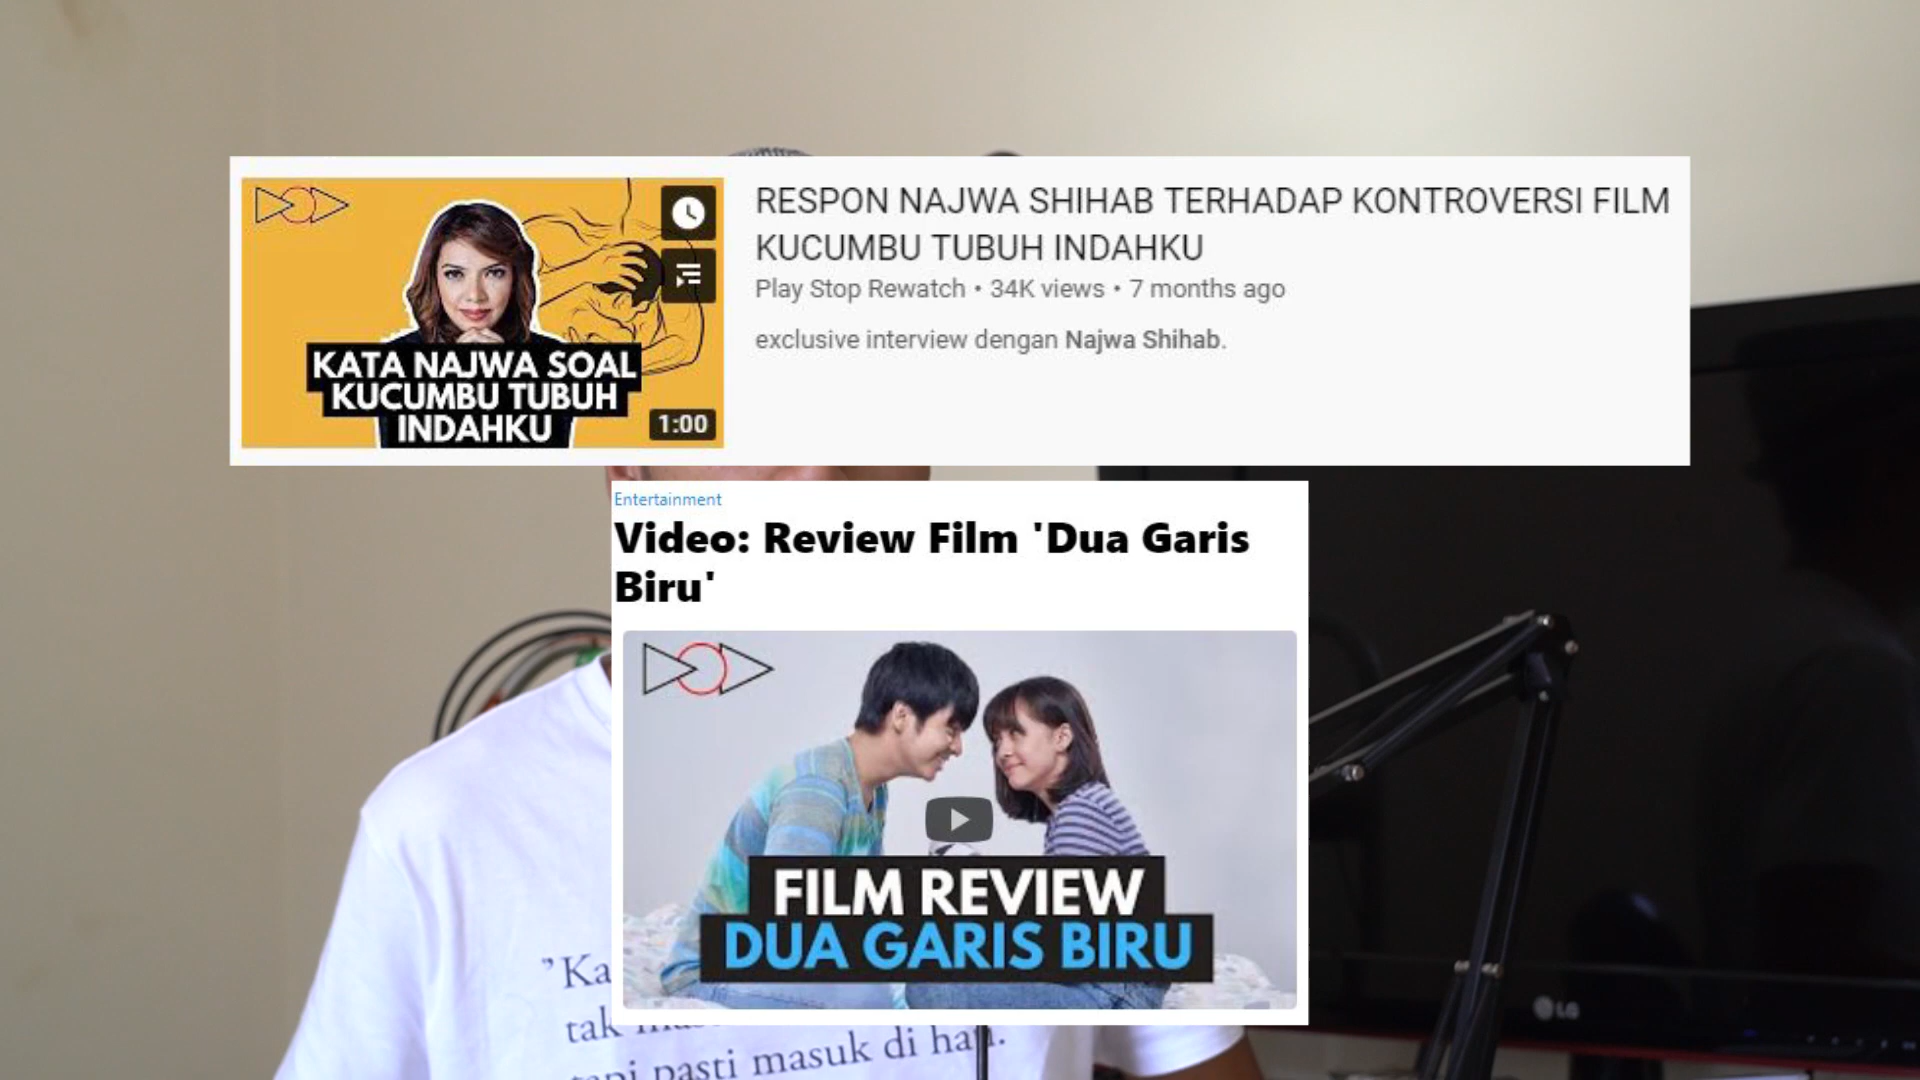 RESPON NAJWA SHIHAB TERHADAP KONTROVERSI FILM
KUCUMBU TUBUH INDAHKU
Play Stop Rewatch • 34K views • 7 months ago
exclusive interview dengan Najwa Shihab.
KATA NAJWA SOAL
KUCUMBU TUBUH
INDAHKU
1:00
Entertainment
Video: Review Film 'Dua Garis
Biru'
FILM REVIEW
DUA GARIS BIRU
LG
tak
pasti masuk di hati.